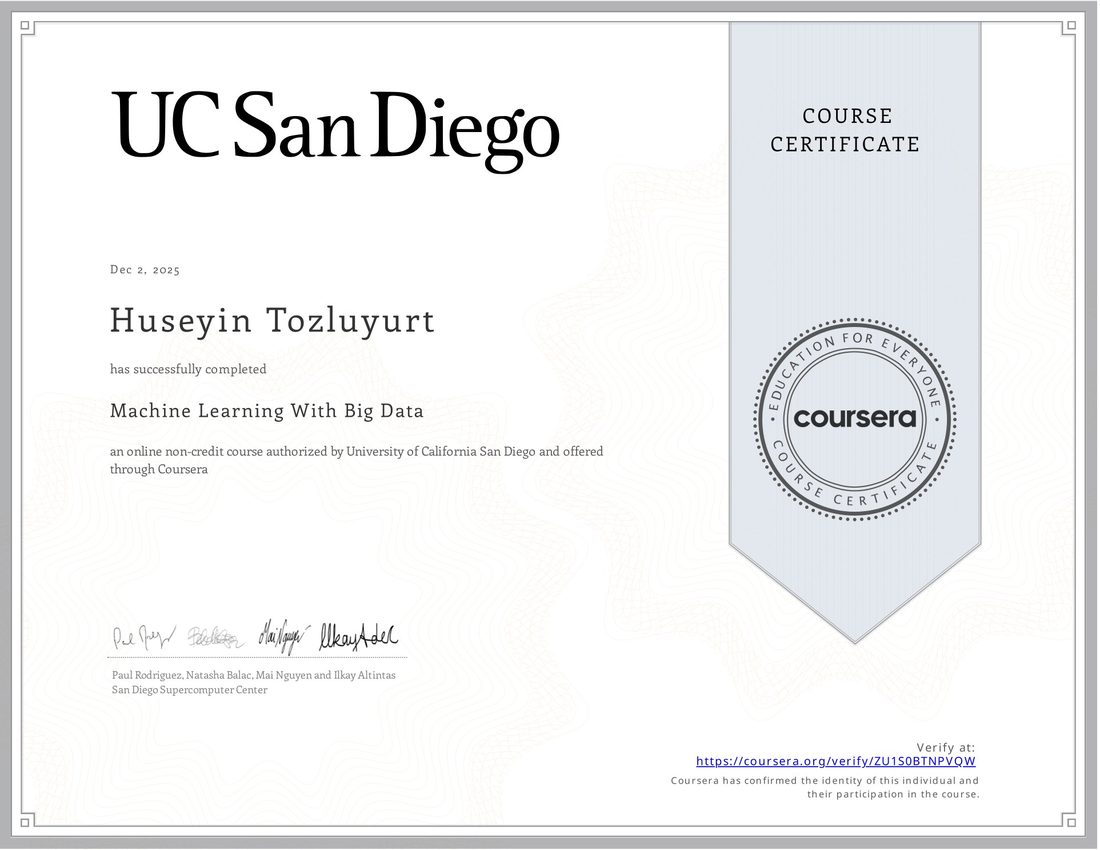 UC San Diego
COURSE
CERTIFICATE
Dec 2, 2025
Huseyin Tozluyurt
has successfully completed
Machine Learning With Big Data
an online non-credit course authorized by University of California San Diego and offered
through Coursera
EDUCATION FOR EVERYONE
coursera
COURSE CERTIFICATE
Paul Rodriguez, Natasha Balac, Mai Nguyen and Ilkay Altintas
San Diego Supercomputer Center
Verify at:
https://coursera.org/verify/ZU1S0BTNPVQW
Coursera has confirmed the identity of this individual and
their participation in the course.